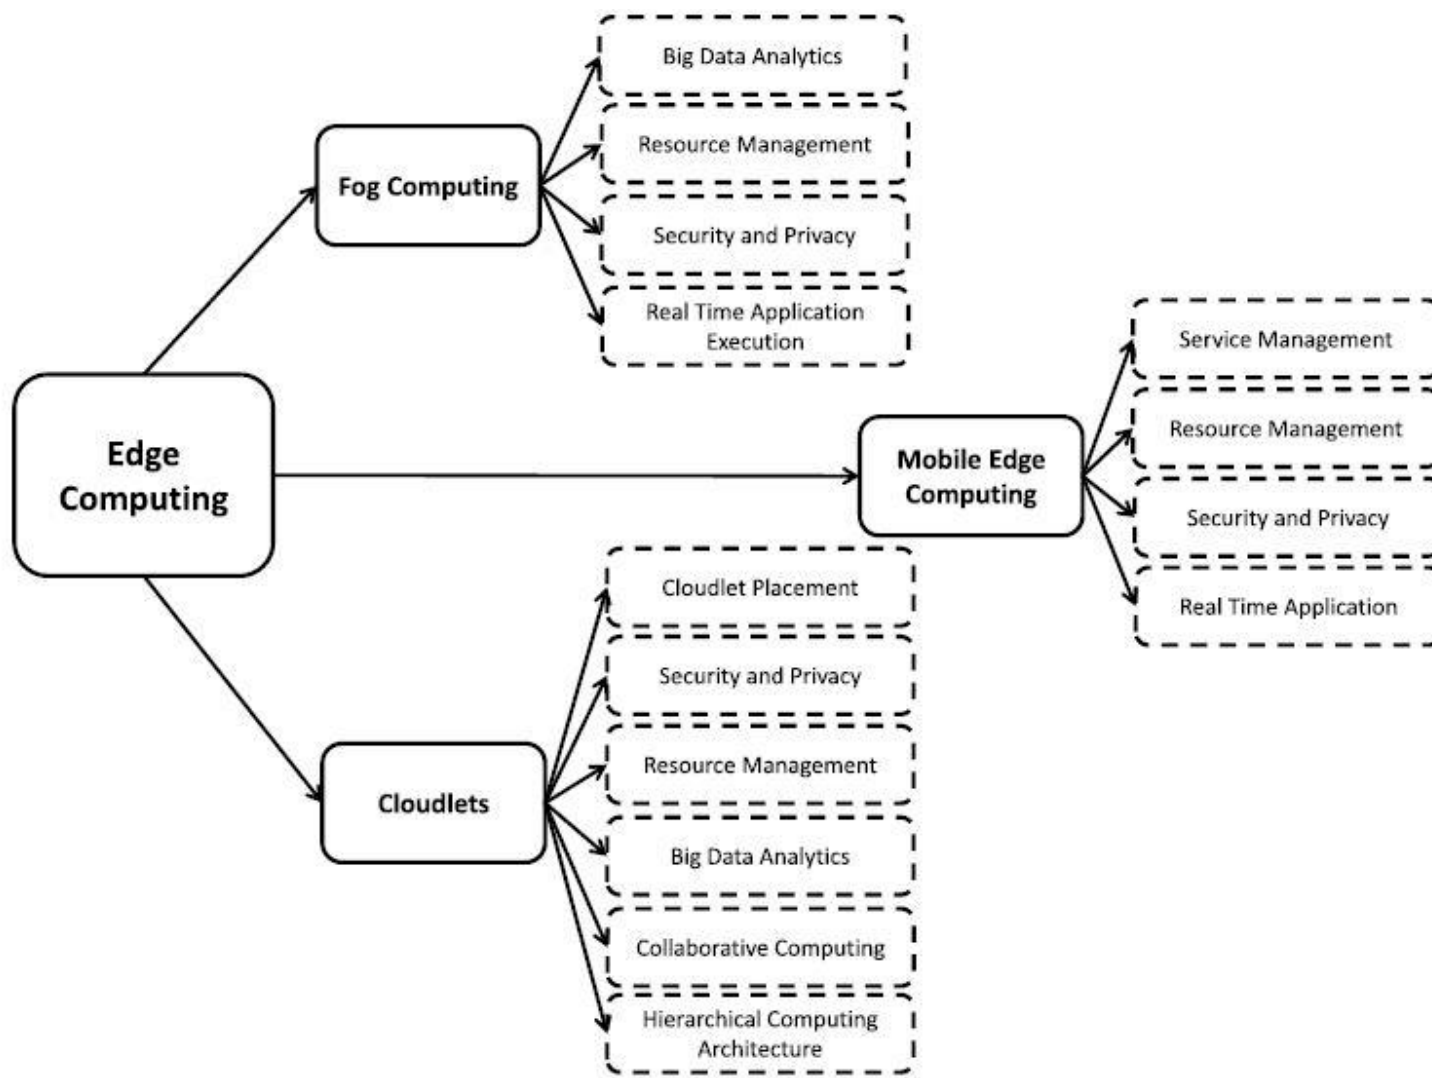 Big Data Analytics
Resource Management
Fog Computing
Security and Privacy
Real Time Application
Execution
Edge
Computing
Mobile Edge
Computing
Service Management
Resource Management
Security and Privacy
Real Time Application
Cloudlets
Cloudlet Placement
Security and Privacy
Resource Management
Big Data Analytics
Collaborative Computing
Hierarchical Computing
Architecture